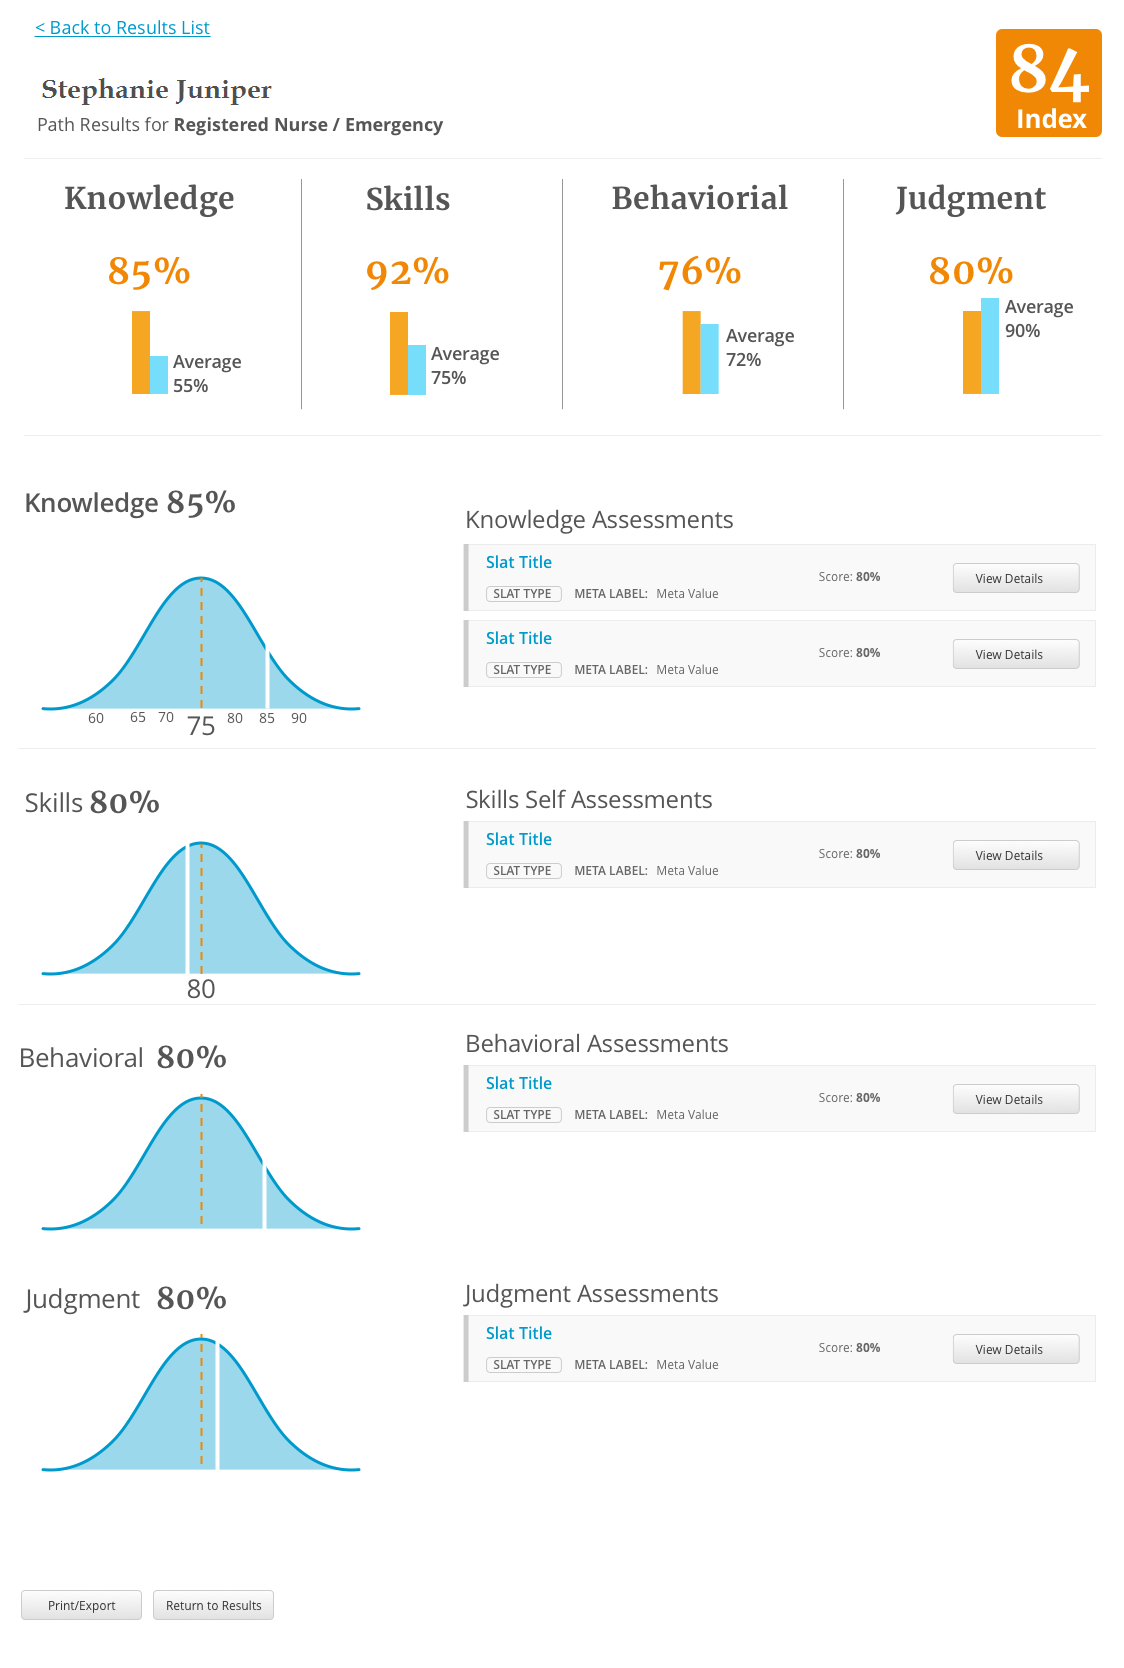 < Back to Results List
84
Index
Stephanie Juniper
Path Results for Registered Nurse / Emergency
Knowledge
85%
Average
55%
Skills
92%
Average
75%
Behaviorial
76%
Average
72%
Judgment
80%
Average
90%
Knowledge 85%
60 65 70 75 80 85 90
Knowledge Assessments
Slat Title
SLAT TYPE META LABEL: Meta Value
Score: 80%
View Details
Slat Title
SLAT TYPE META LABEL: Meta Value
Score: 80%
View Details
Skills 80%
80
Skills Self Assessments
Slat Title
SLAT TYPE META LABEL: Meta Value
Score: 80%
View Details
Behavioral 80%
Behavioral Assessments
Slat Title
SLAT TYPE META LABEL: Meta Value
Score: 80%
View Details
Judgment 80%
Judgment Assessments
Slat Title
SLAT TYPE META LABEL: Meta Value
Score: 80%
View Details
Print/Export
Return to Results